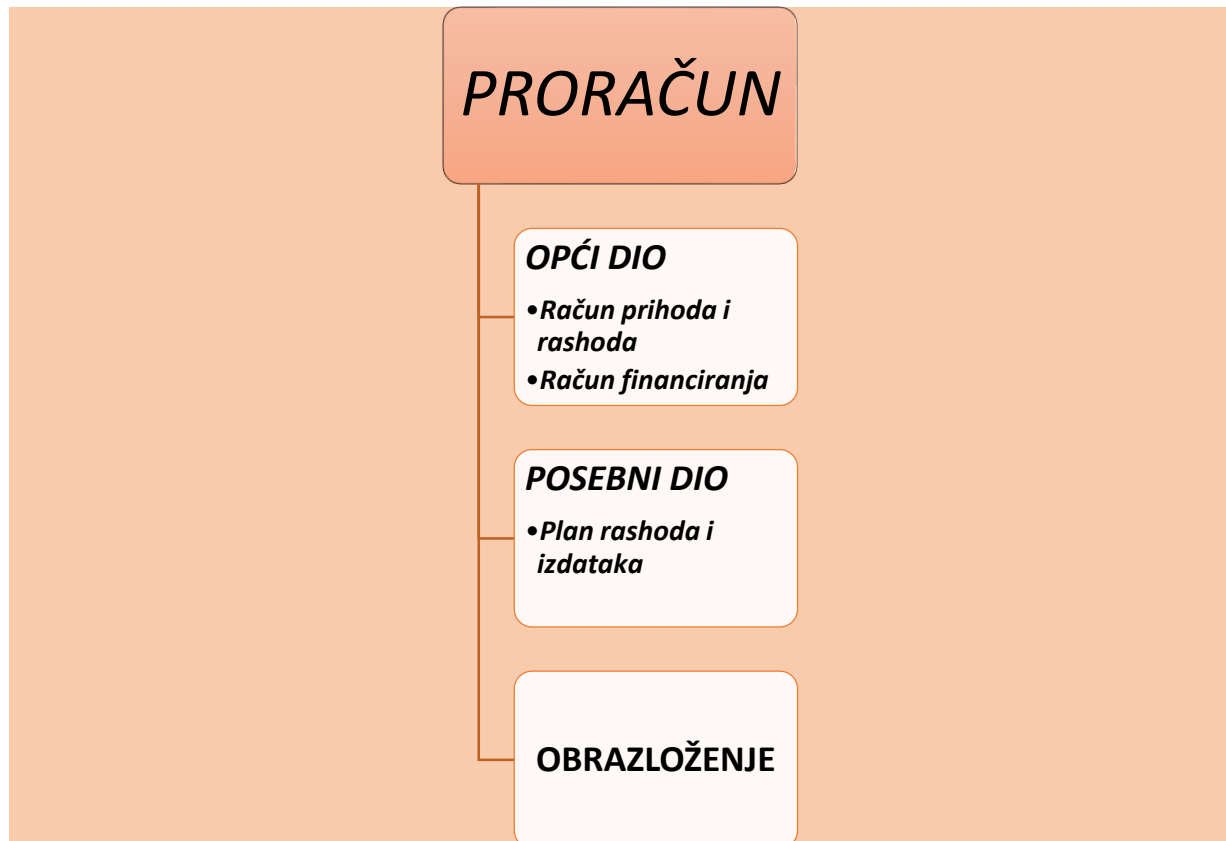 PRORAČUN
OPĆI DIO
•Račun prihoda i
rashoda
•Račun financiranja
POSEBNI DIO
•Plan rashoda i
izdataka
OBRAZLOŽENJE